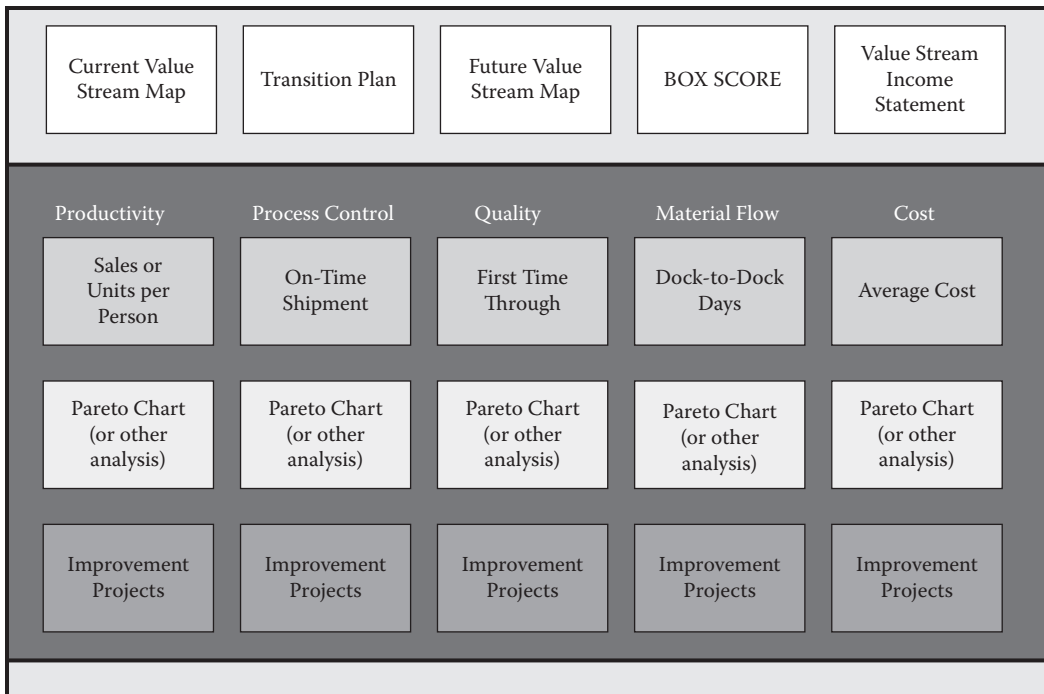 Current Value
Stream Map
Transition Plan
Future Value
Stream Map
BOX SCORE
Value Stream
Income
Statement
Productivity
Process Control
Quality
Material Flow
Cost
Sales or
Units per
Person
On-Time
Shipment
First Time
Through
Dock-to-Dock
Days
Average Cost
Pareto Chart
(or other
analysis)
Pareto Chart
(or other
analysis)
Pareto Chart
(or other
analysis)
Pareto Chart
(or other
analysis)
Pareto Chart
(or other
analysis)
Improvement
Projects
Improvement
Projects
Improvement
Projects
Improvement
Projects
Improvement
Projects